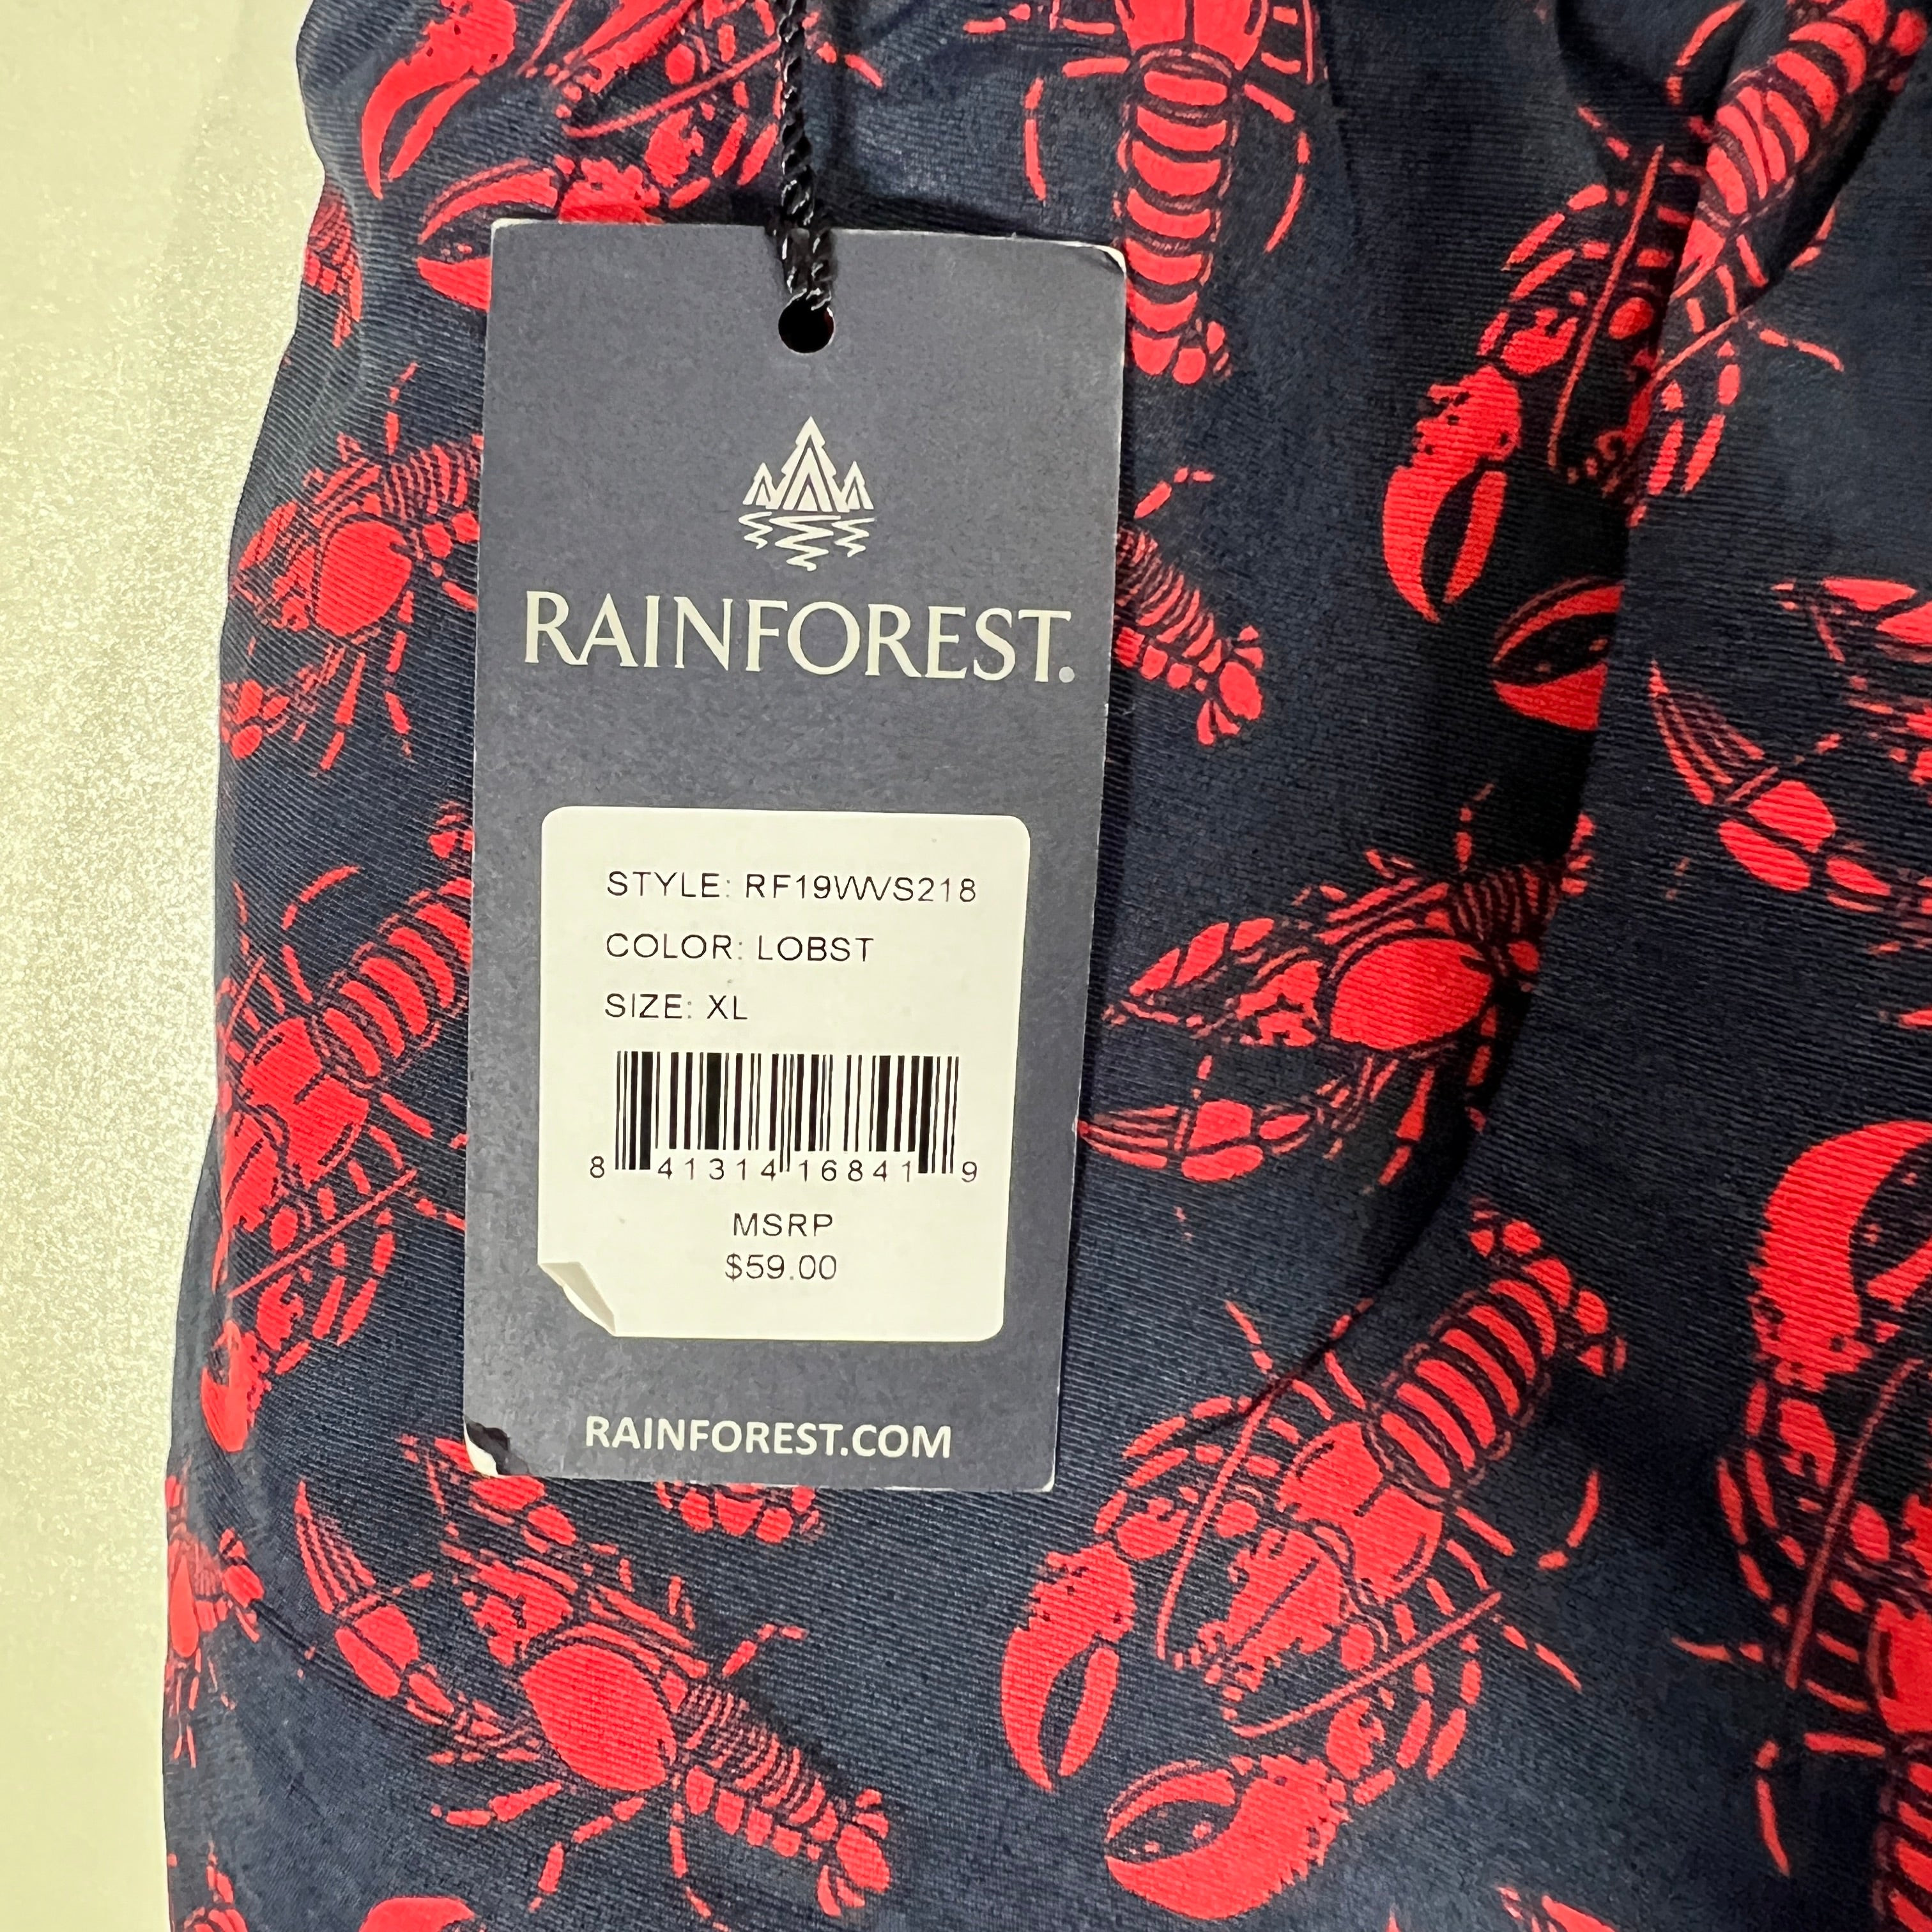 RAINFOREST.
STYLE: RF19WVS218
COLOR: LOBST
SIZE: XL
8 41314 16841 9
MSRP
$59.00
RAINFOREST.COM